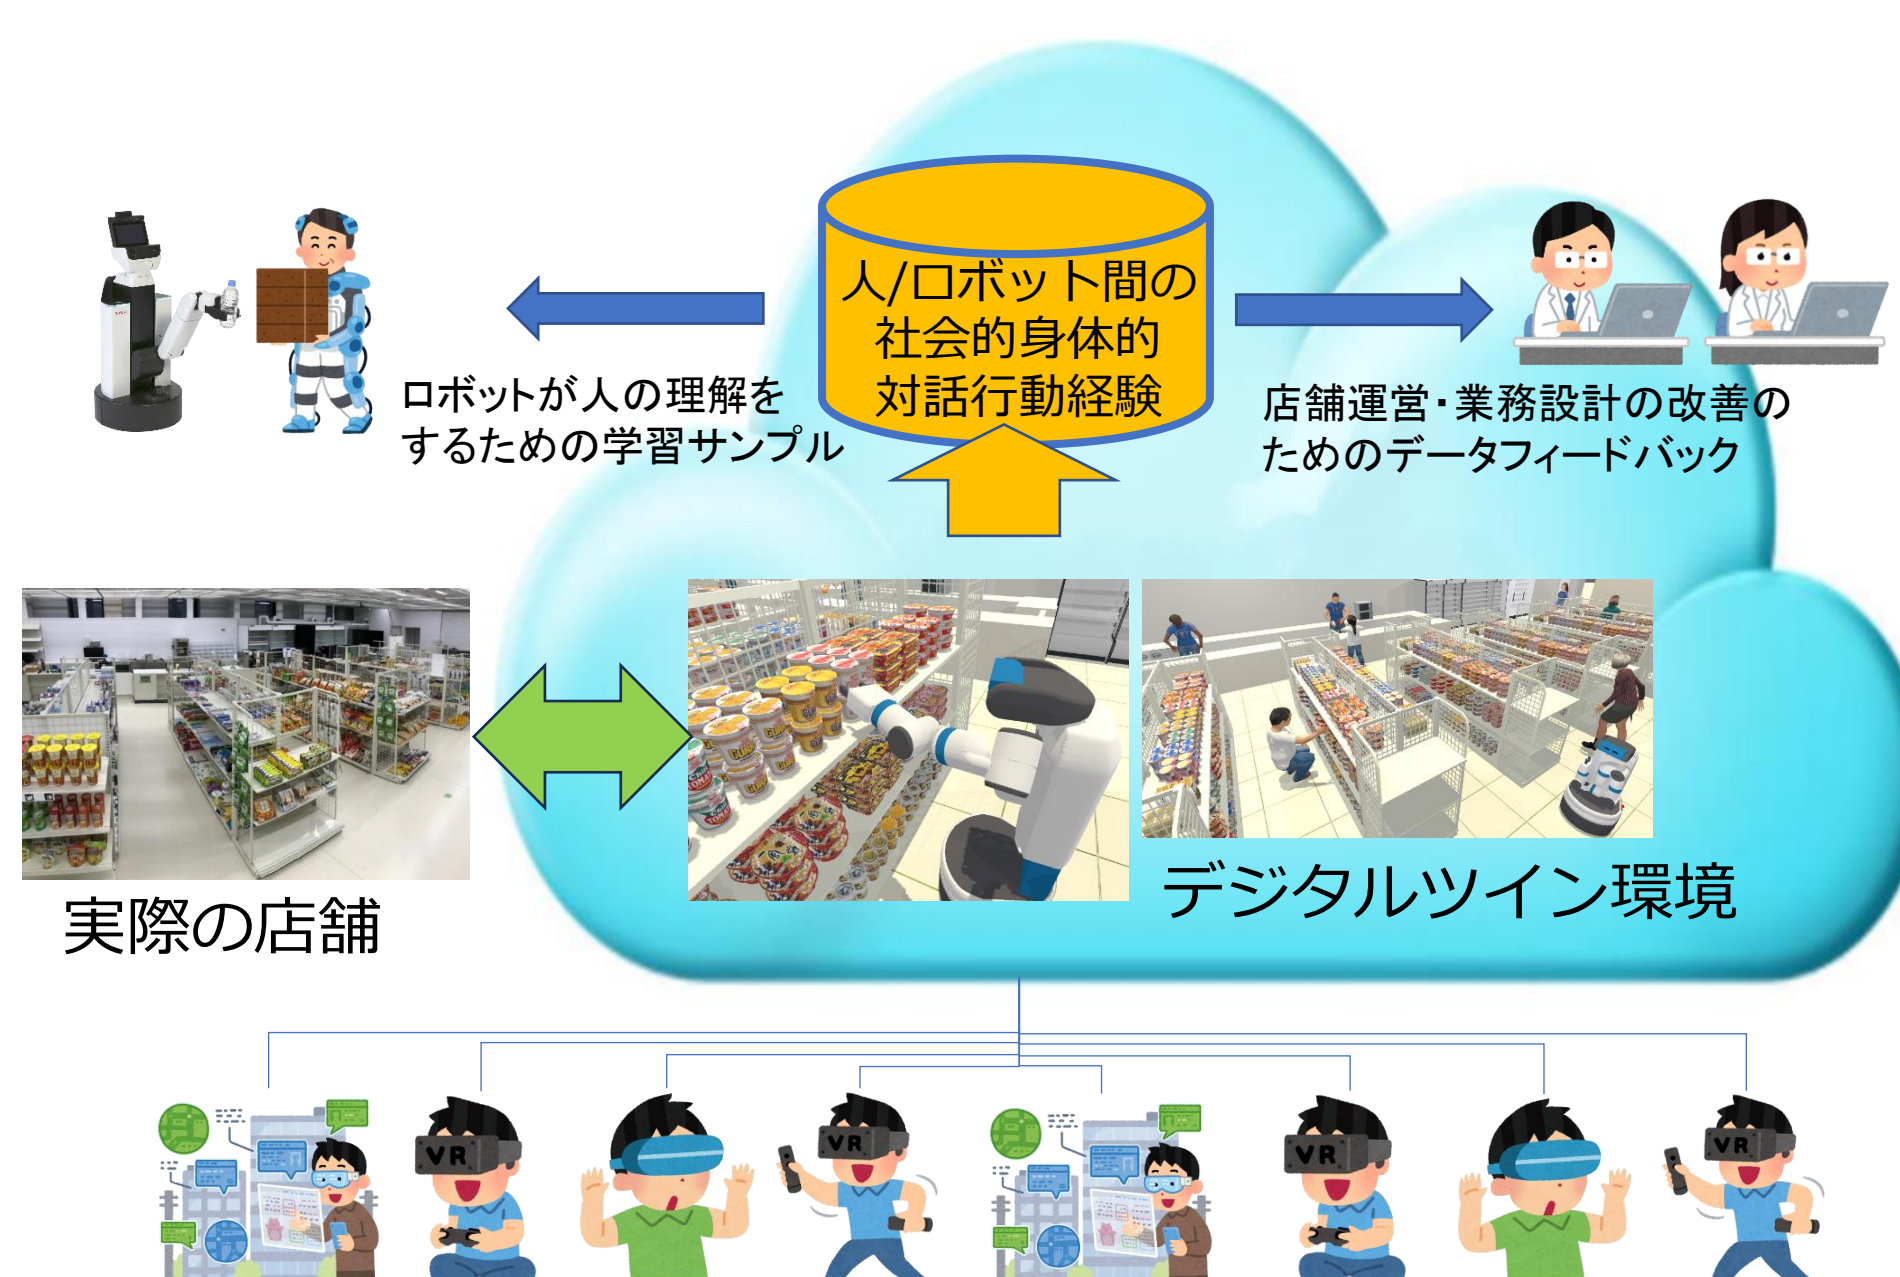 人/ロボット間の
社会的身体的
対話行動経験
ロボットが人の理解を
するための学習サンプル
店舗運営・業務設計の改善の
ためのデータフィードバック
実際の店舗
デジタルツイン環境
VR
VR
VR
VR